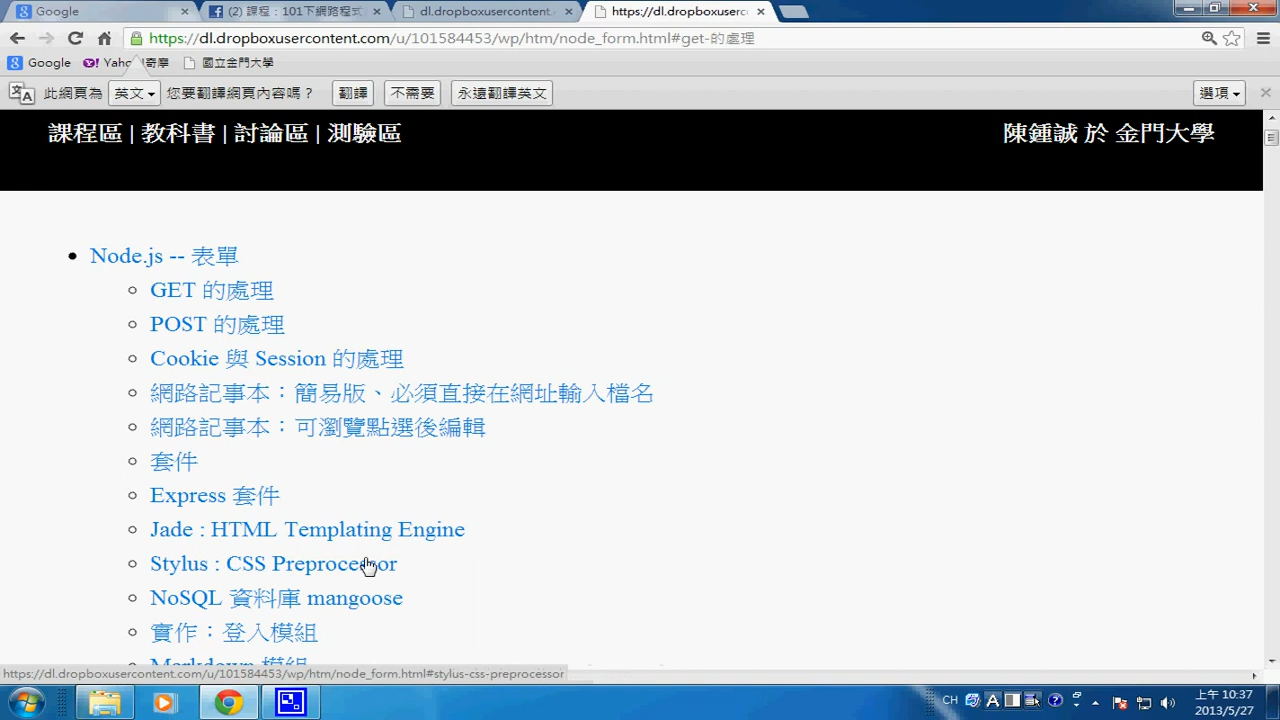 Google
(2) 課程：101下網路程式
dl.dropboxusercontent.
https://dl.dropboxuserc
https://dl.dropboxusercontent.com/u/101584453/wp/htm/node_form.html#get-的處理
Google
Yahoo!奇摩
國立金門大學
此網頁為 英文 您要翻譯網頁內容嗎？ 翻譯 不需要 永遠翻譯英文 選項
課程區 | 教科書 | 討論區 | 測驗區
陳鍾誠 於 金門大學
Node.js -- 表單
GET 的處理
POST 的處理
Cookie 與 Session 的處理
網路記事本：簡易版、必須直接在網址輸入檔名
網路記事本：可瀏覽點選後編輯
套件
Express 套件
Jade : HTML Templating Engine
Stylus : CSS Preprocessor
NoSQL 資料庫 mangoose
實作：登入模組
Markdown 模組
https://dl.dropboxusercontent.com/u/101584453/wp/htm/node_form.html#stylus-css-preprocessor
CH
上午 10:37
2013/5/27